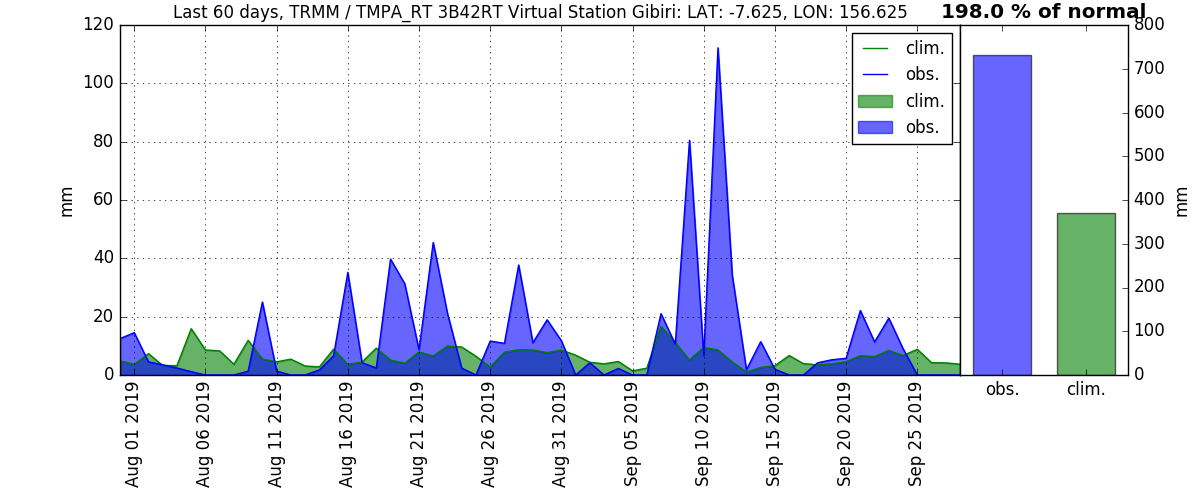 Last 60 days, TRMM / TMPA_RT 3B42RT Virtual Station Gibiri: LAT: -7.625, LON: 156.625
198.0 % of normal
120
100
80
60
40
20
0
mm
clim.
obs.
clim.
obs.
800
700
600
500
400
300
200
100
0
mm
Aug 01 2019
Aug 06 2019
Aug 11 2019
Aug 16 2019
Aug 21 2019
Aug 26 2019
Aug 31 2019
Sep 05 2019
Sep 10 2019
Sep 15 2019
Sep 20 2019
Sep 25 2019
obs.
clim.